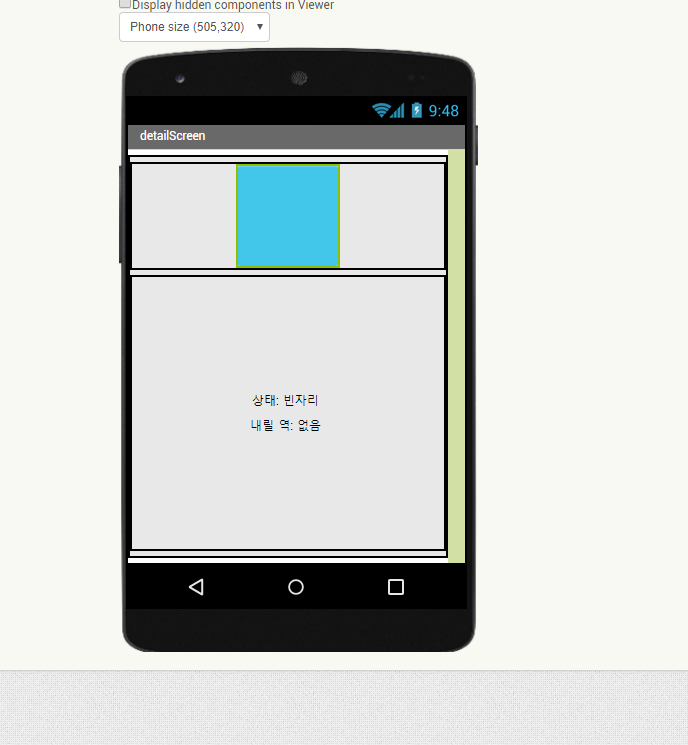 Display hidden components in Viewer
Phone size (505,320)
9:48
detailScreen
상태: 빈자리
내릴 역: 없음